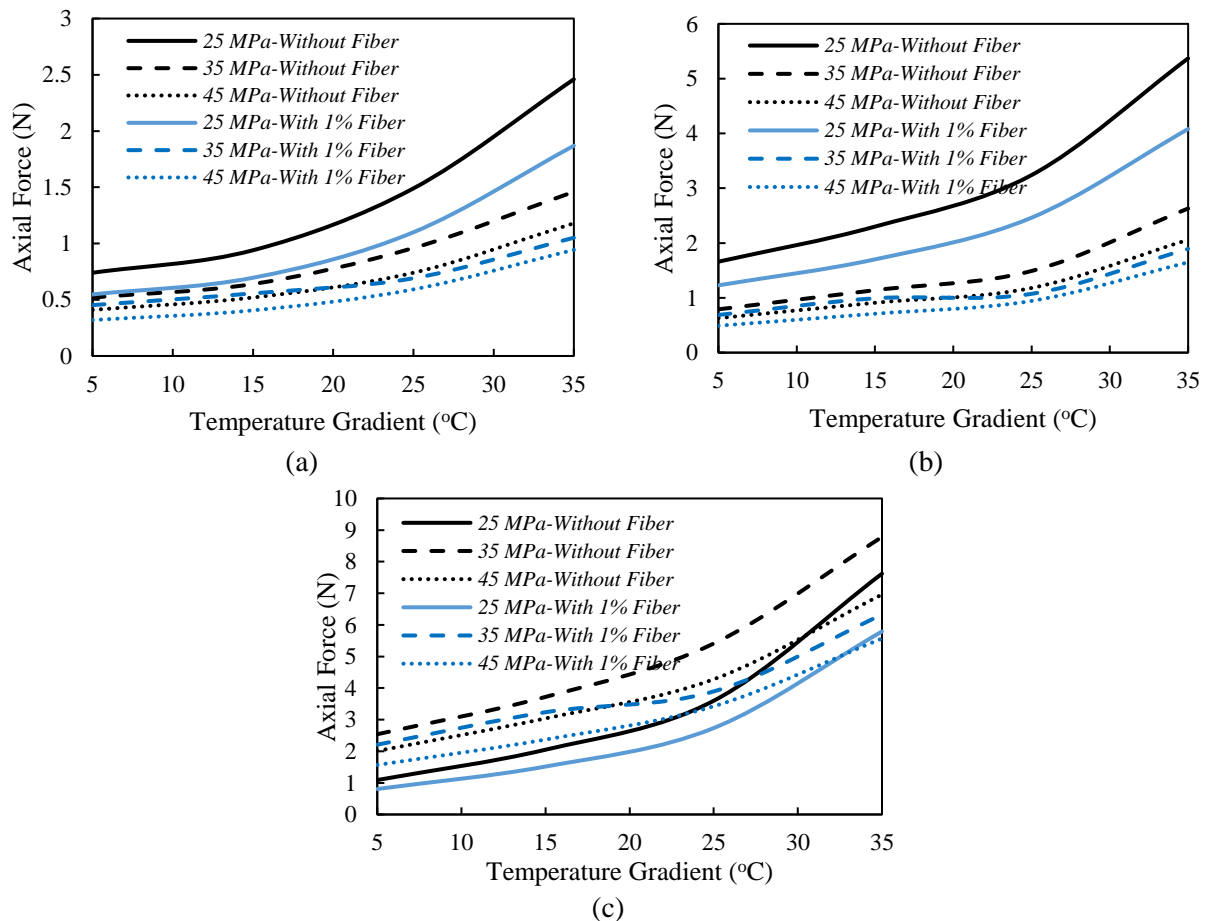 3
2.5
2
1.5
1
0.5
0
Axial Force (N)
25 MPa-Without Fiber
35 MPa-Without Fiber
45 MPa-Without Fiber
25 MPa-With 1% Fiber
35 MPa-With 1% Fiber
45 MPa-With 1% Fiber
5 10 15 20 25 30 35
Temperature Gradient (°C)
(a)
6
5
4
3
2
1
0
Axial Force (N)
25 MPa-Without Fiber
35 MPa-Without Fiber
45 MPa-Without Fiber
25 MPa-With 1% Fiber
35 MPa-With 1% Fiber
45 MPa-With 1% Fiber
5 10 15 20 25 30 35
Temperature Gradient (°C)
(b)
10
9
8
7
6
5
4
3
2
1
0
Axial Force (N)
25 MPa-Without Fiber
35 MPa-Without Fiber
45 MPa-Without Fiber
25 MPa-With 1% Fiber
35 MPa-With 1% Fiber
45 MPa-With 1% Fiber
5 10 15 20 25 30 35
Temperature Gradient (°C)
(c)